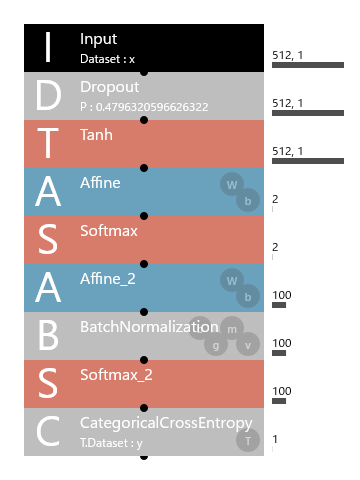 I Input 512, 1
Dataset : x
D Dropout 512, 1
P : 0.4796320596626322
T Tanh 512, 1
A Affine W b 2
S Softmax 2
A Affine_2 W b 100
B BatchNormalization m g v 100
S Softmax_2 100
C CategoricalCrossEntropy T 1
T.Dataset : y